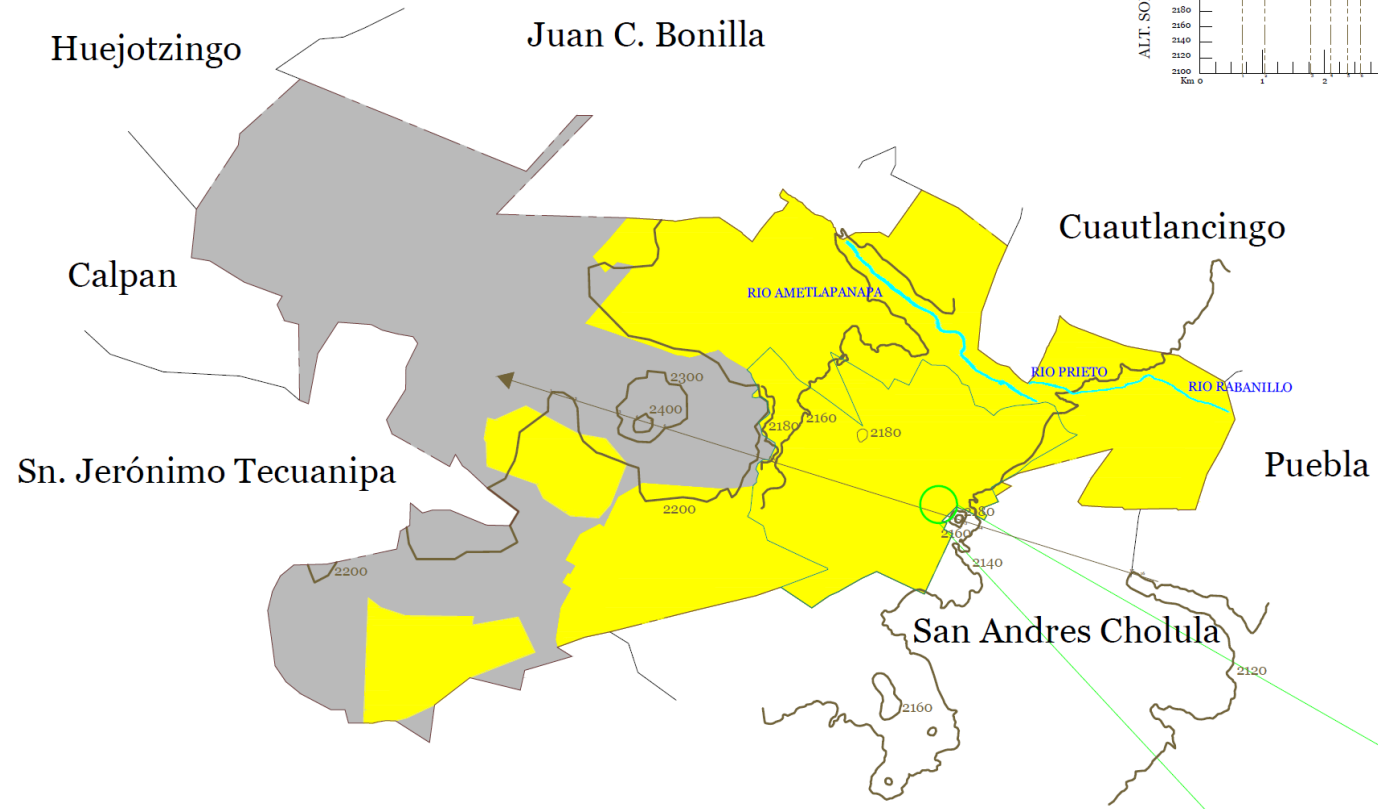 2180
2160
2140
2120
2100
ALT. SO
Km 0 1 2
Huejotzingo
Juan C. Bonilla
Cuautlancingo
Calpan
RIO AMETLAPANAPA
RIO PRIETO
RIO RABANILLO
2300
2400
2180
2160
2180
Sn. Jerónimo Tecuanipa
Puebla
2200
2180
2160
2140
2200
San Andres Cholula
2120
2160